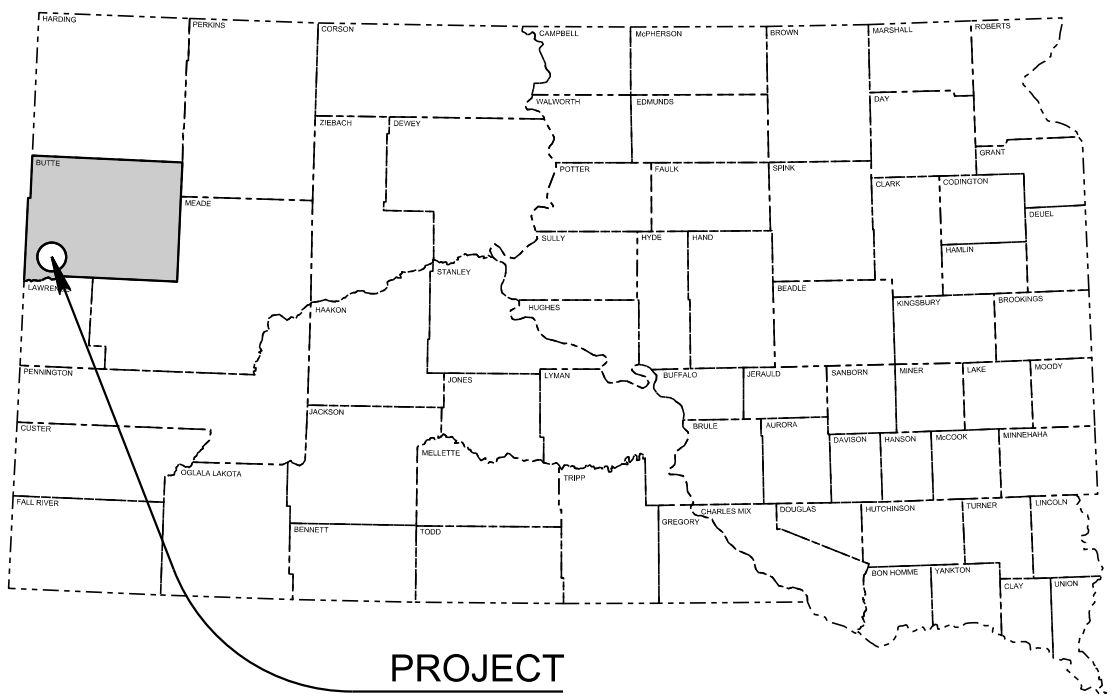 HARDING
PERKINS
CORSON
CAMPBELL
McPHERSON
BROWN
MARSHALL
ROBERTS
WALWORTH
EDMUNDS
DAY
ZIEBACH
DEWEY
GRANT
BUTTE
POTTER
FAULK
SPINK
CLARK
CODINGTON
MEADE
DEUEL
SULLY
HYDE
HAND
HAMLIN
STANLEY
LAWRENCE
BEADLE
HAAKON
HUGHES
KINGSBURY
BROOKINGS
PENNINGTON
JONES
LYMAN
BUFFALO
JERAULD
SANBORN
MINER
LAKE
MOODY
JACKSON
CUSTER
BRULE
AURORA
DAVISON
HANSON
McCOOK
MINNEHAHA
MELLETTE
OGLALA LAKOTA
TRIPP
FALL RIVER
GREGORY
CHARLES MIX
DOUGLAS
HUTCHINSON
TURNER
LINCOLN
BENNETT
TODD
BON HOMME
YANKTON
CLAY
UNION
PROJECT